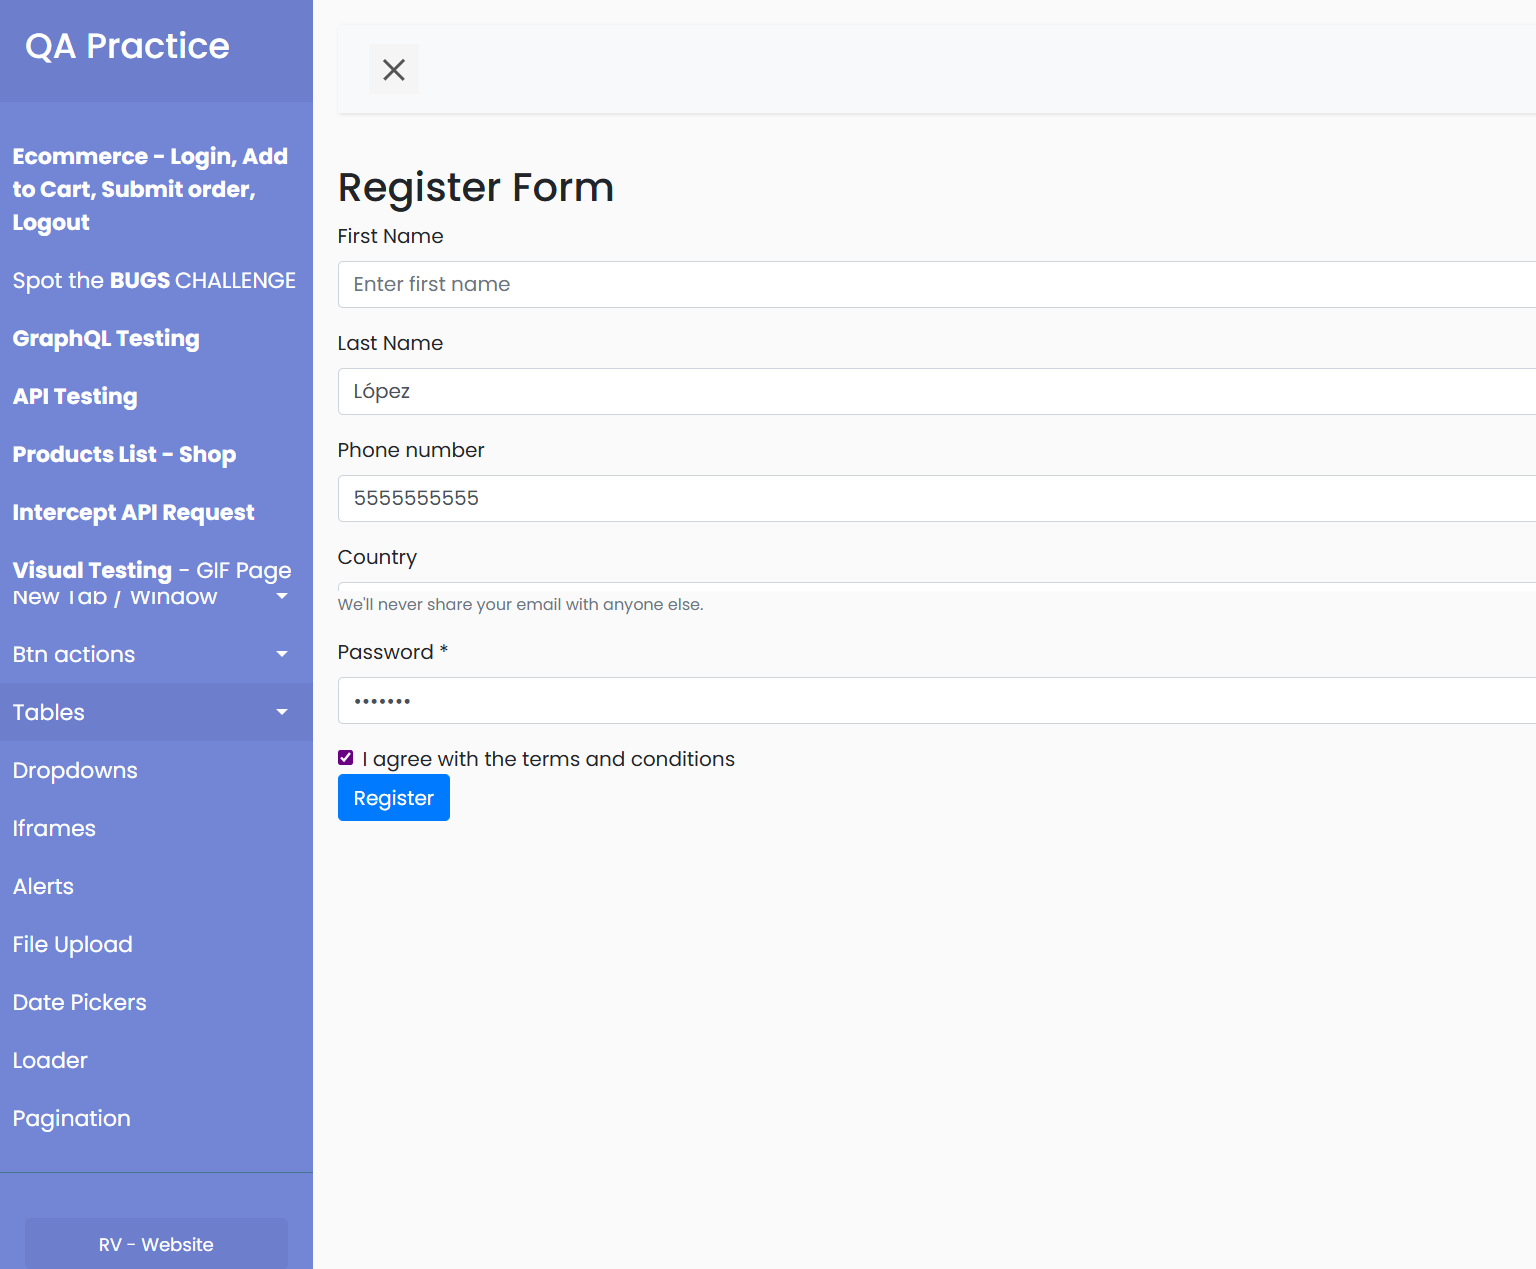 QA Practice
Ecommerce - Login, Add
to Cart, Submit order,
Logout
Spot the BUGS CHALLENGE
GraphQL Testing
API Testing
Products List - Shop
Intercept API Request
Visual Testing - GIF Page
New Tab / Window
Btn actions
Tables
Dropdowns
Iframes
Alerts
File Upload
Date Pickers
Loader
Pagination
RV - Website
Register Form
First Name
Enter first name
Last Name
López
Phone number
5555555555
Country
We'll never share your email with anyone else.
Password *
•••••••
I agree with the terms and conditions
Register